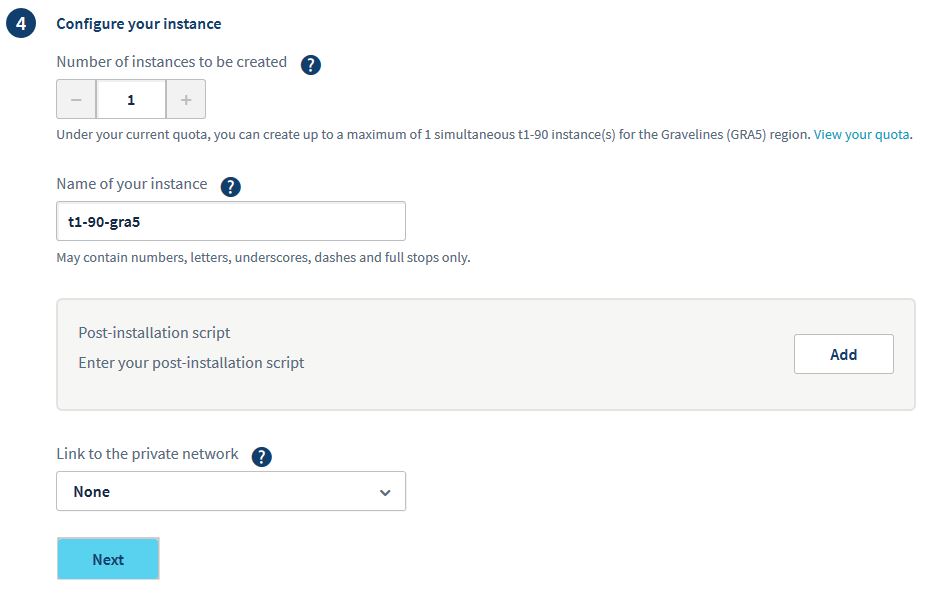 4 Configure your instance
Number of instances to be created ?
− 1 +
Under your current quota, you can create up to a maximum of 1 simultaneous t1-90 instance(s) for the Gravelines (GRA5) region. View your quota.
Name of your instance ?
t1-90-gra5
May contain numbers, letters, underscores, dashes and full stops only.
Post-installation script
Enter your post-installation script
Add
Link to the private network ?
None
Next